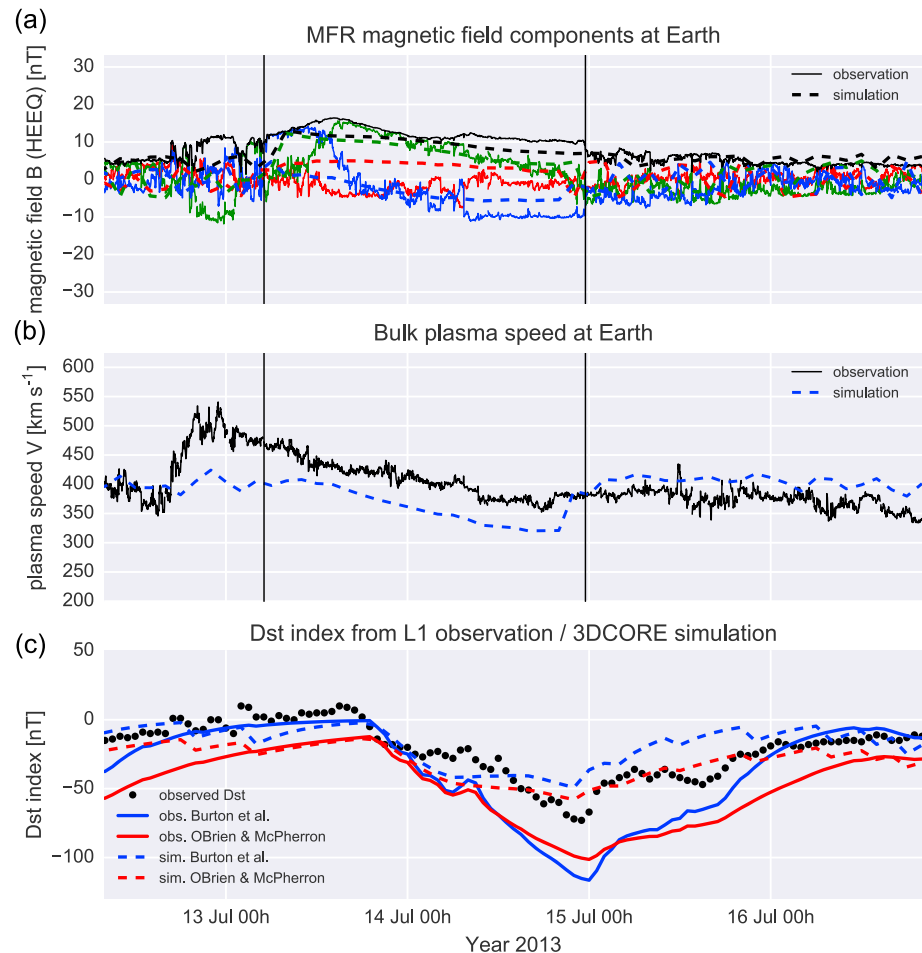 (a)
MFR magnetic field components at Earth
magnetic field B (HEEQ) [nT]
30
20
10
0
−10
−20
−30
observation
simulation
(b)
Bulk plasma speed at Earth
plasma speed V [km s⁻¹]
600
550
500
450
400
350
300
250
200
observation
simulation
(c)
Dst index from L1 observation / 3DCORE simulation
Dst index [nT]
50
0
−50
−100
observed Dst
obs. Burton et al.
obs. OBrien & McPherron
sim. Burton et al.
sim. OBrien & McPherron
13 Jul 00h
14 Jul 00h
15 Jul 00h
16 Jul 00h
Year 2013